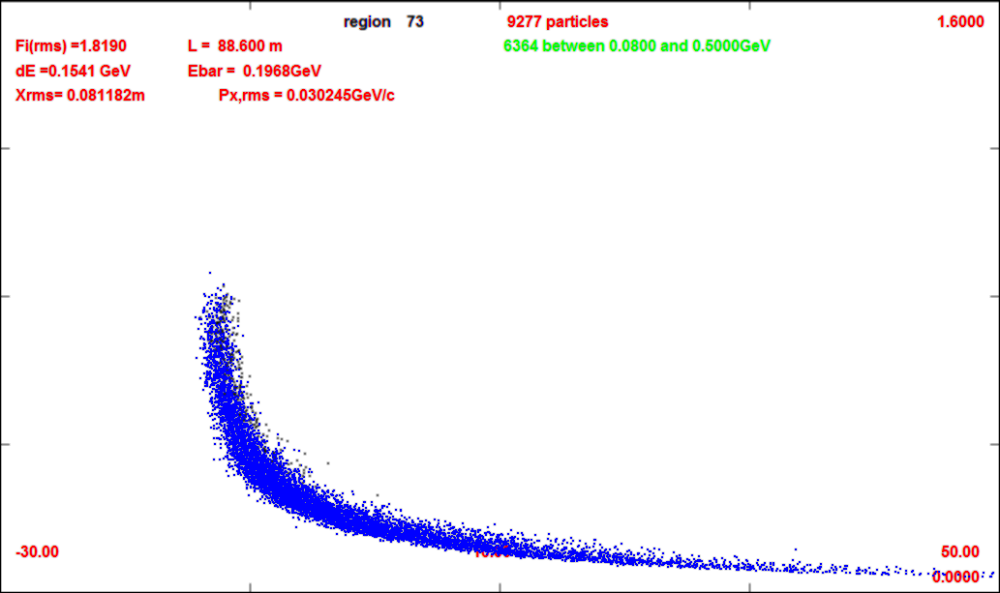 region 73 9277 particles 1.6000
Fi(rms) =1.8190 L = 88.600 m 6364 between 0.0800 and 0.5000GeV
dE =0.1541 GeV Ebar = 0.1968GeV
Xrms= 0.081182m Px,rms = 0.030245GeV/c
-30.00 50.00
0.0000